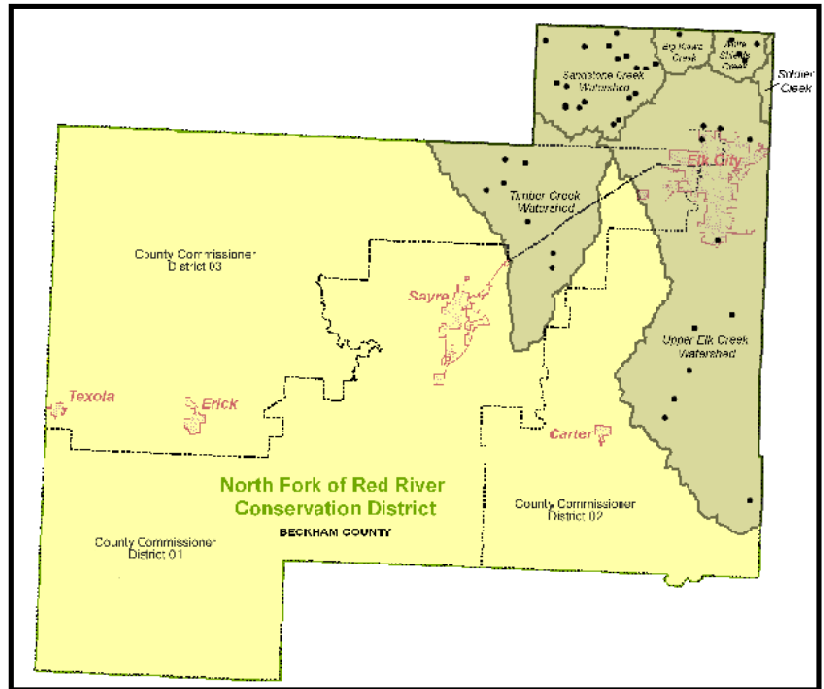 Big Kiowa
Creek
Shields
Creek
Sandstone Creek
Watershed
Creek
Elk City
Timber Creek
Watershed
County Commissioner
District 03
Sayre
Upper Elk Creek
Watershed
Texola
Erick
Carter
North Fork of Red River
Conservation District
BECKHAM COUNTY
County Commissioner
District 02
County Commissioner
District 01